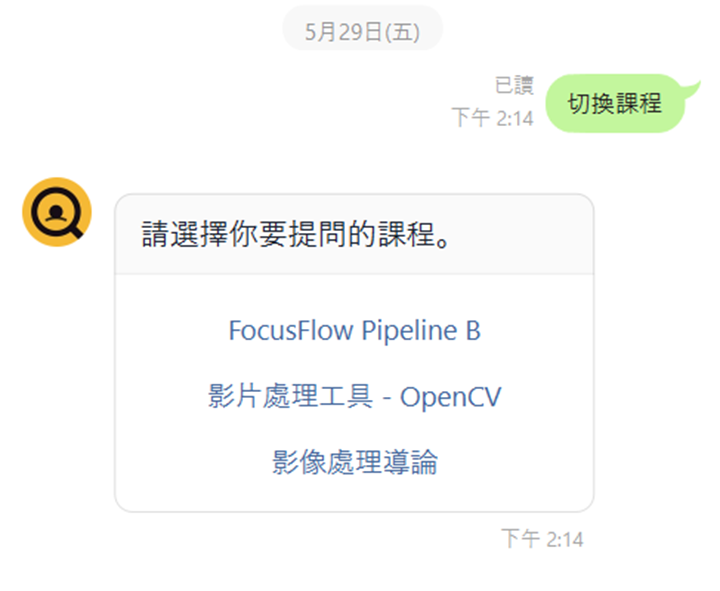 5月29日(五)
已讀
下午 2:14
切換課程
請選擇你要提問的課程。
FocusFlow Pipeline B
影片處理工具 - OpenCV
影像處理導論
下午 2:14